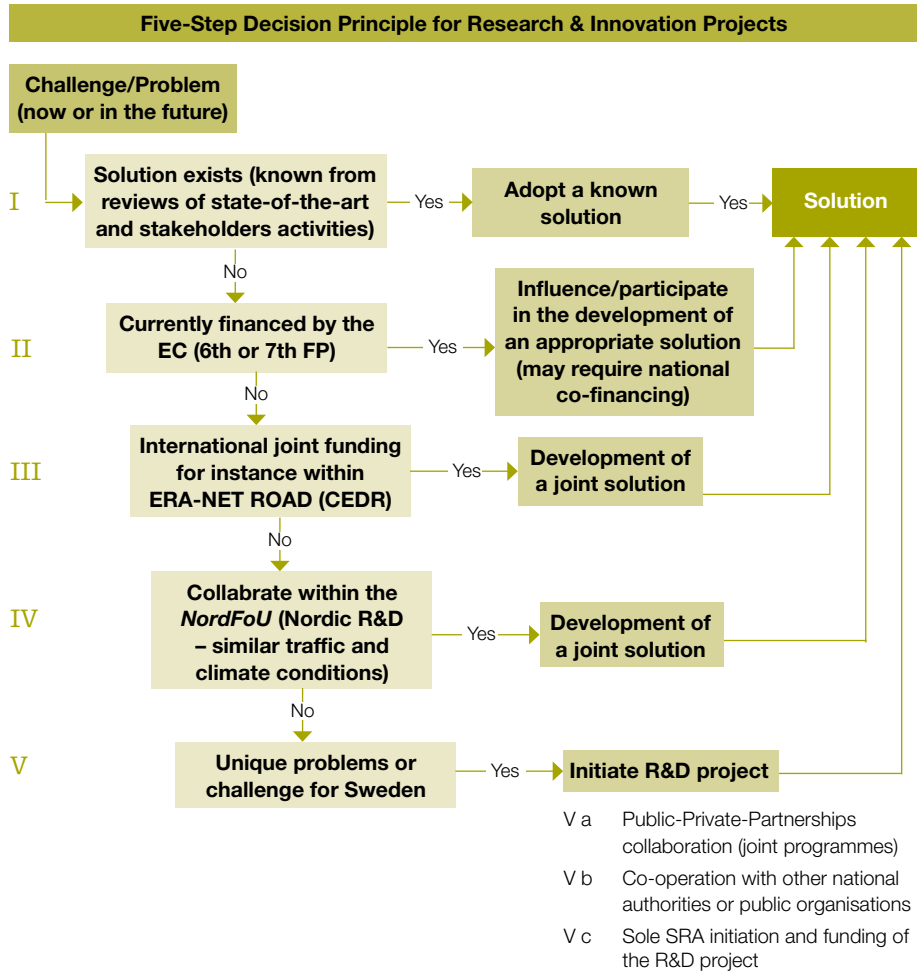 Five-Step Decision Principle for Research & Innovation Projects
Challenge/Problem
(now or in the future)
I
Solution exists (known from
reviews of state-of-the-art
and stakeholders activities)
Yes
Adopt a known
solution
Yes
Solution
No
II
Currently financed by the
EC (6th or 7th FP)
Yes
Influence/participate
in the development of
an appropriate solution
(may require national
co-financing)
No
III
International joint funding
for instance within
ERA-NET ROAD (CEDR)
Yes
Development of
a joint solution
No
IV
Collabrate within the
NordFoU (Nordic R&D
– similar traffic and
climate conditions)
Yes
Development of
a joint solution
No
V
Unique problems or
challenge for Sweden
Yes
Initiate R&D project
V a Public-Private-Partnerships
collaboration (joint programmes)
V b Co-operation with other national
authorities or public organisations
V c Sole SRA initiation and funding of
the R&D project